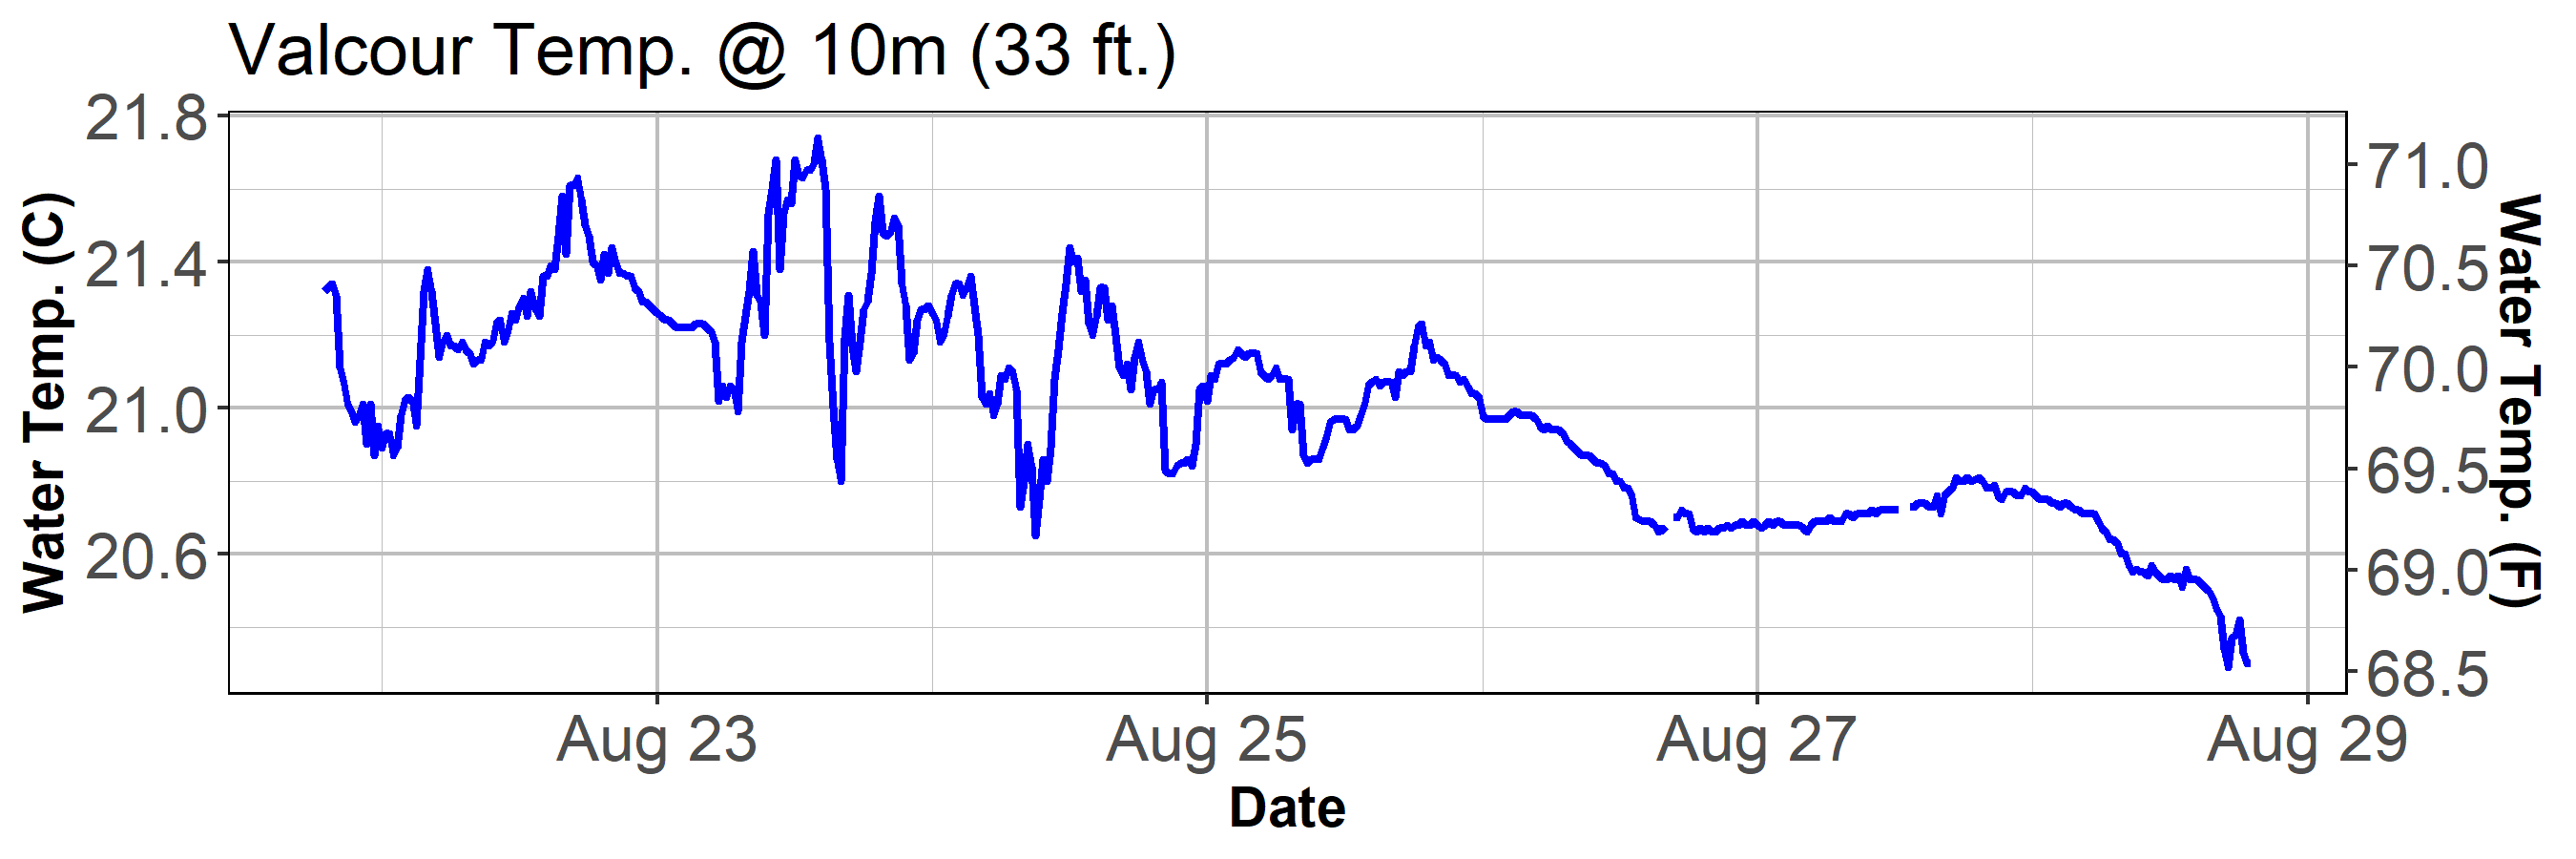 Valcour Temp. @ 10m (33 ft.)
Water Temp. (C)
21.8
21.4
21.0
20.6
71.0
70.5
70.0
69.5
69.0
68.5
Water Temp. (F)
Aug 23
Aug 25
Aug 27
Aug 29
Date